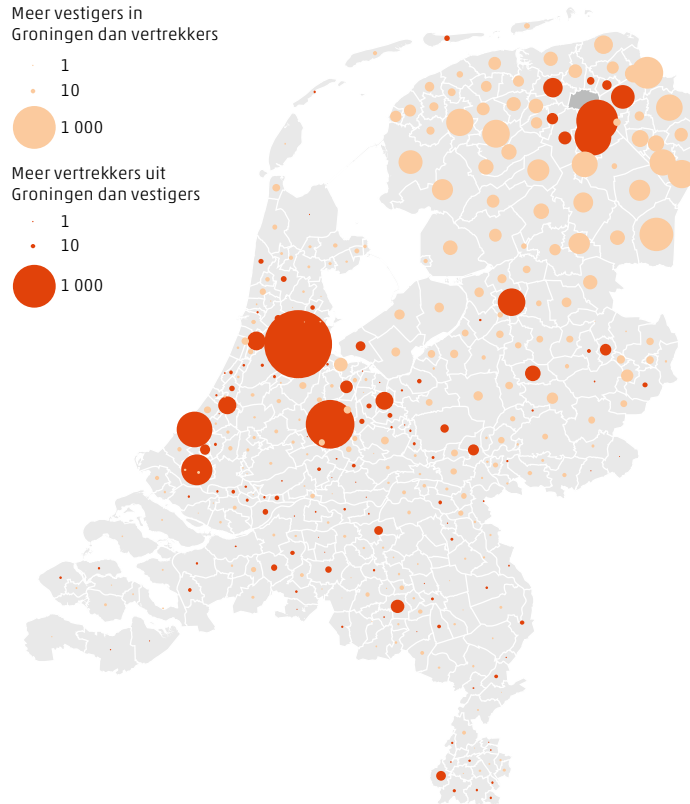 Meer vestigers in
Groningen dan vertrekkers
1
10
1 000
Meer vertrekkers uit
Groningen dan vestigers
1
10
1 000